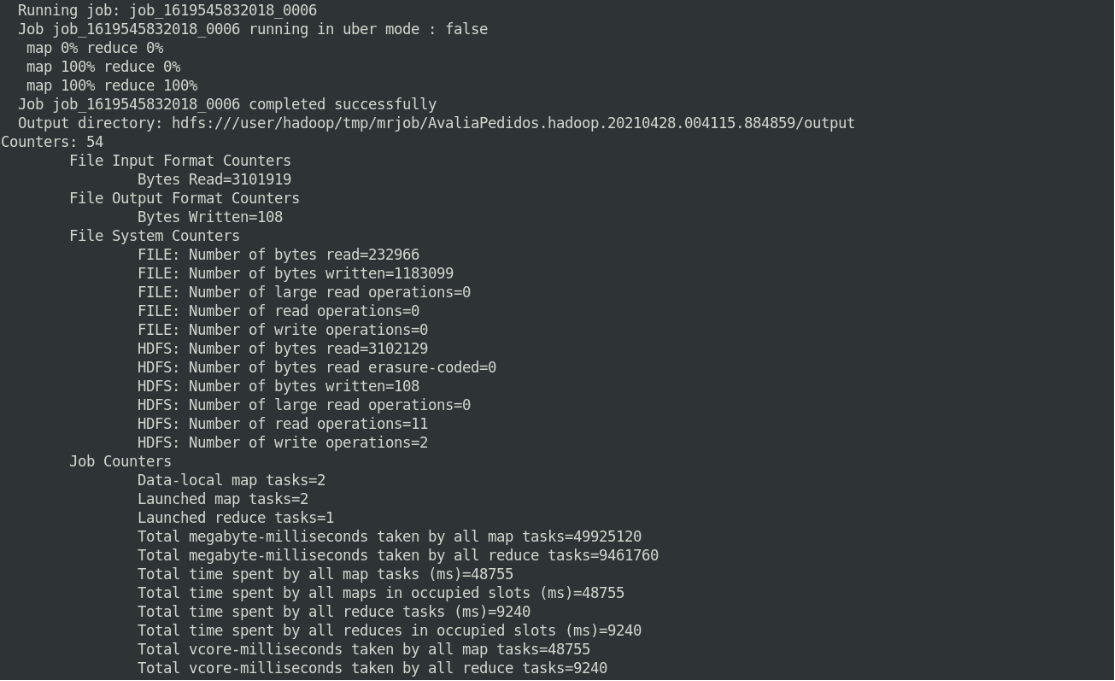 Running job: job_1619545832018_0006
Job job_1619545832018_0006 running in uber mode : false
map 0% reduce 0%
map 100% reduce 0%
map 100% reduce 100%
Job job_1619545832018_0006 completed successfully
Output directory: hdfs:///user/hadoop/tmp/mrjob/AvaliaPedidos.hadoop.20210428.004115.884859/output
Counters: 54
File Input Format Counters
Bytes Read=3101919
File Output Format Counters
Bytes Written=108
File System Counters
FILE: Number of bytes read=232966
FILE: Number of bytes written=1183099
FILE: Number of large read operations=0
FILE: Number of read operations=0
FILE: Number of write operations=0
HDFS: Number of bytes read=3102129
HDFS: Number of bytes read erasure-coded=0
HDFS: Number of bytes written=108
HDFS: Number of large read operations=0
HDFS: Number of read operations=11
HDFS: Number of write operations=2
Job Counters
Data-local map tasks=2
Launched map tasks=2
Launched reduce tasks=1
Total megabyte-milliseconds taken by all map tasks=49925120
Total megabyte-milliseconds taken by all reduce tasks=9461760
Total time spent by all map tasks (ms)=48755
Total time spent by all maps in occupied slots (ms)=48755
Total time spent by all reduce tasks (ms)=9240
Total time spent by all reduces in occupied slots (ms)=9240
Total vcore-milliseconds taken by all map tasks=48755
Total vcore-milliseconds taken by all reduce tasks=9240